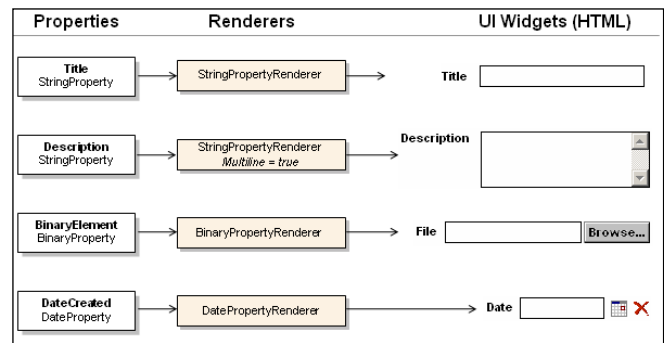 Properties Renderers UI Widgets (HTML)
Title
StringProperty
StringPropertyRenderer
Title
Description
StringProperty
StringPropertyRenderer
Multiline = true
Description
BinaryElement
BinaryProperty
BinaryPropertyRenderer
File
Browse...
DateCreated
DateProperty
DatePropertyRenderer
Date